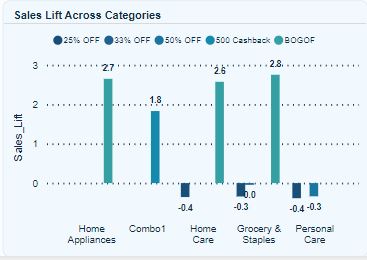 Sales Lift Across Categories
25% OFF 33% OFF 50% OFF 500 Cashback BOGOF
Sales_Lift
3
2
1
0
2.7
1.8
-0.4
2.6
-0.3
0.0
2.8
-0.4
-0.3
Home Appliances
Combo1
Home Care
Grocery & Staples
Personal Care